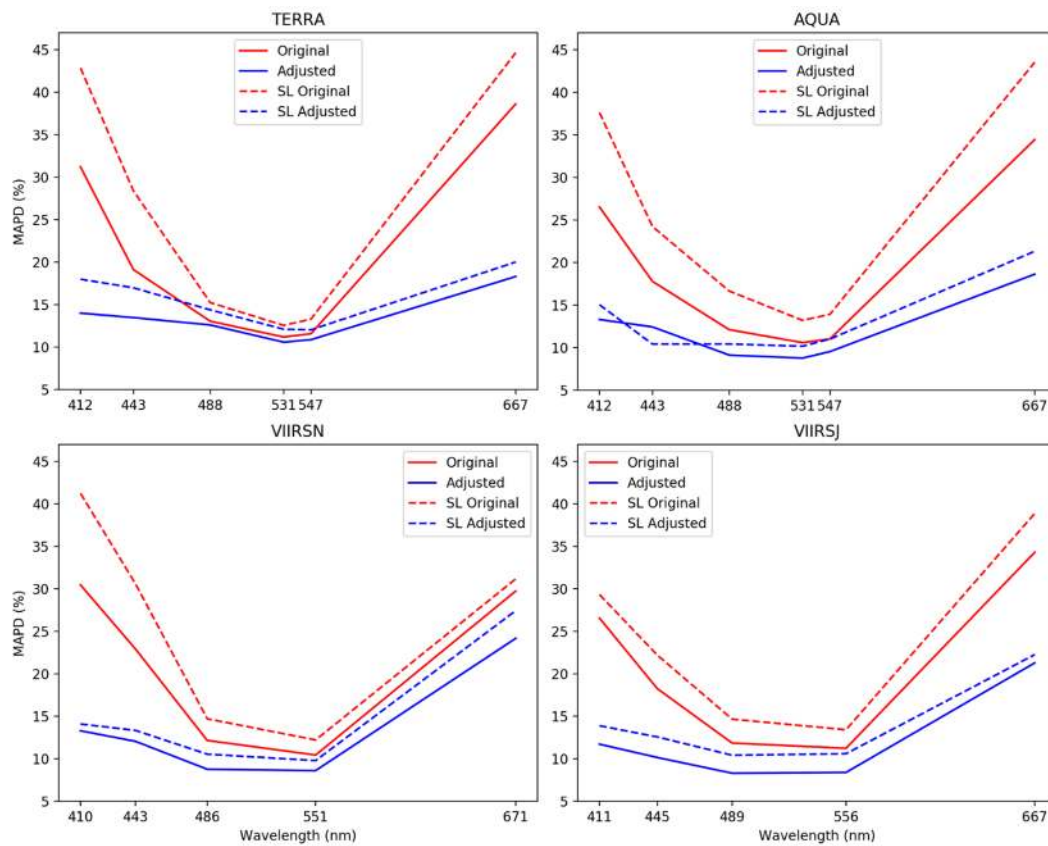 TERRA
45
40
35
30
25
20
15
10
5
MAPD (%)
Original
Adjusted
SL Original
SL Adjusted
412 443 488 531 547 667
AQUA
45
40
35
30
25
20
15
10
5
Original
Adjusted
SL Original
SL Adjusted
412 443 488 531 547 667
VIIRSN
45
40
35
30
25
20
15
10
5
MAPD (%)
Original
Adjusted
SL Original
SL Adjusted
410 443 486 551 671
Wavelength (nm)
VIIRSJ
45
40
35
30
25
20
15
10
5
Original
Adjusted
SL Original
SL Adjusted
411 445 489 556 667
Wavelength (nm)